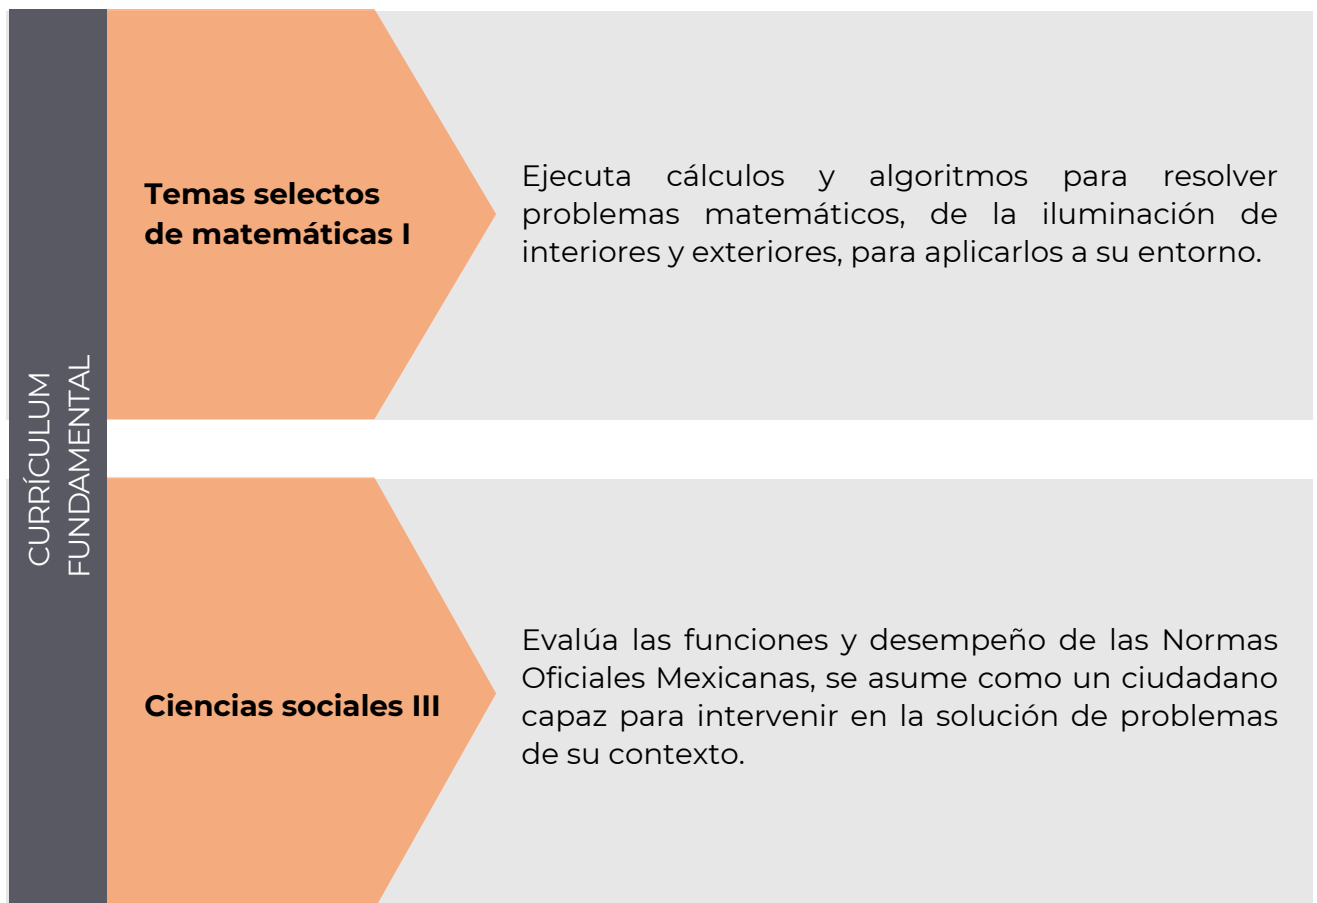 CURRÍCULUM
FUNDAMENTAL
Temas selectos
de matemáticas I
Ejecuta cálculos y algoritmos para resolver
problemas matemáticos, de la iluminación de
interiores y exteriores, para aplicarlos a su entorno.
Ciencias sociales III
Evalúa las funciones y desempeño de las Normas
Oficiales Mexicanas, se asume como un ciudadano
capaz para intervenir en la solución de problemas
de su contexto.